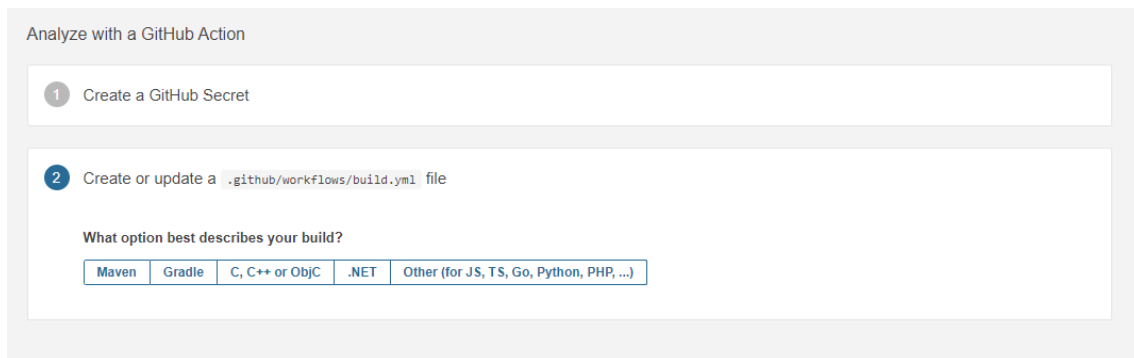 Analyze with a GitHub Action
1 Create a GitHub Secret
2 Create or update a .github/workflows/build.yml file
What option best describes your build?
Maven Gradle C, C++ or ObjC .NET Other (for JS, TS, Go, Python, PHP, ...)